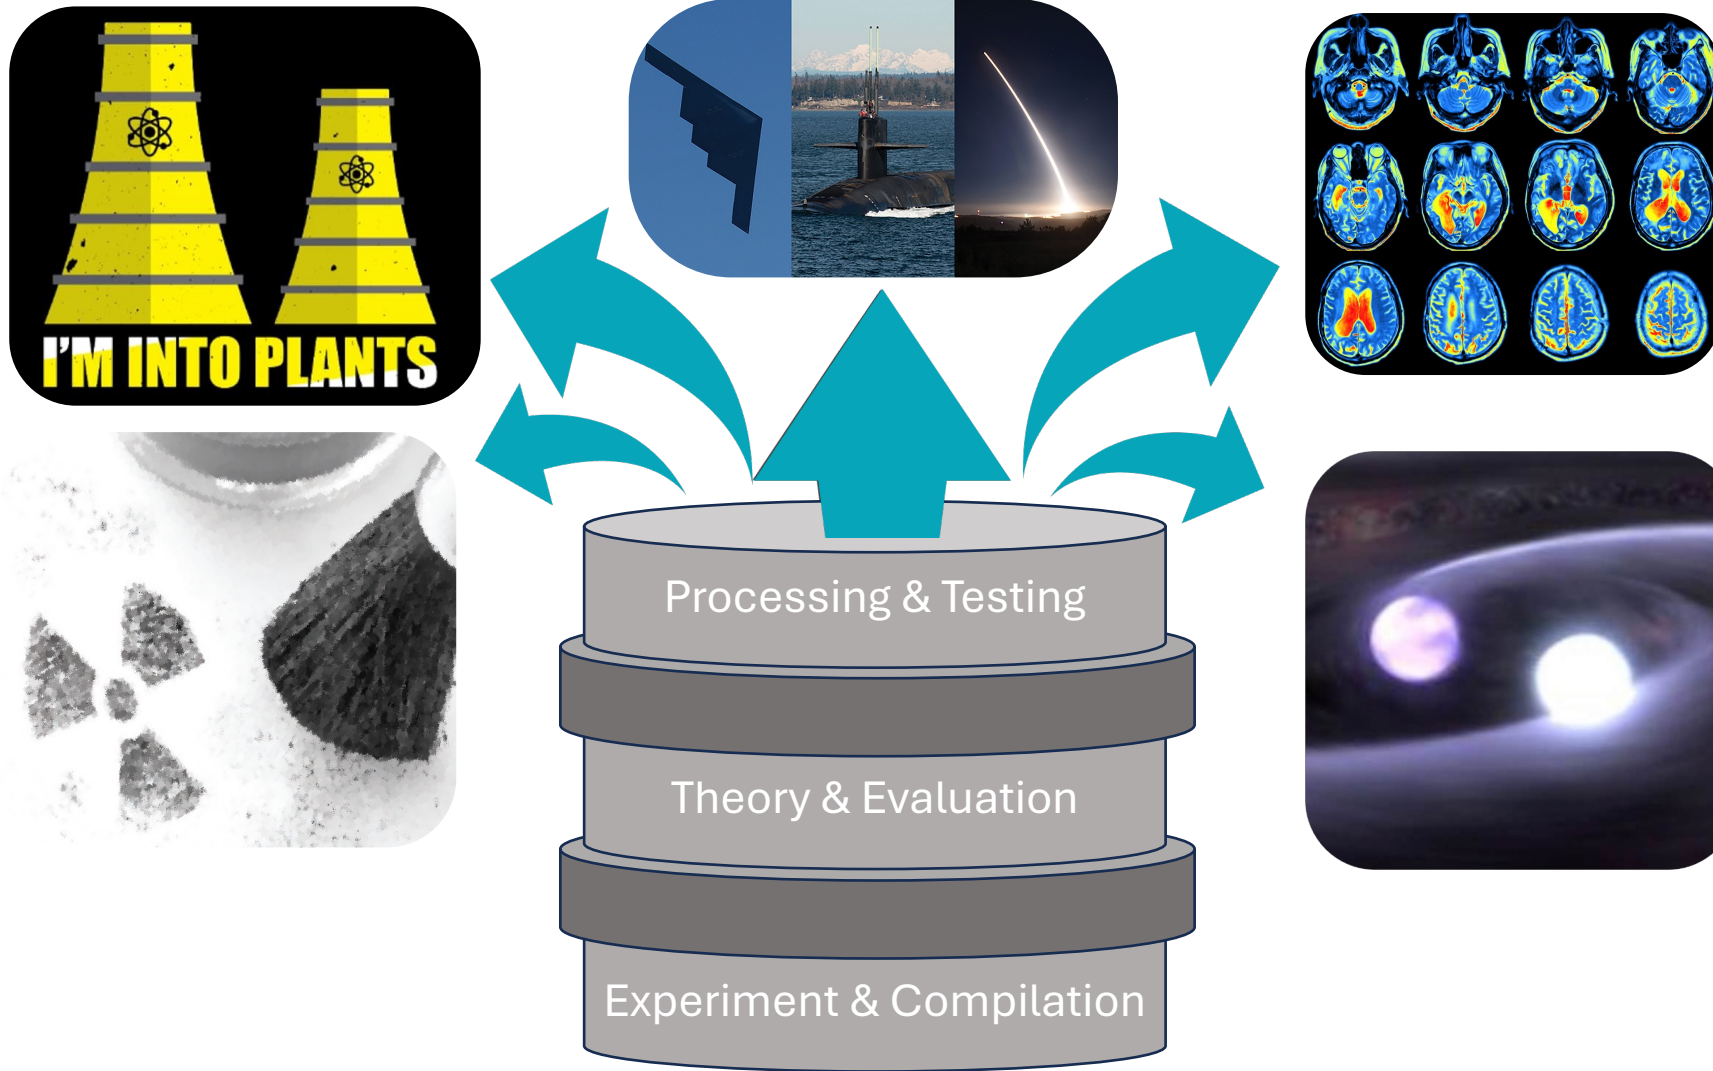 I'M INTO PLANTS
Processing & Testing
Theory & Evaluation
Experiment & Compilation